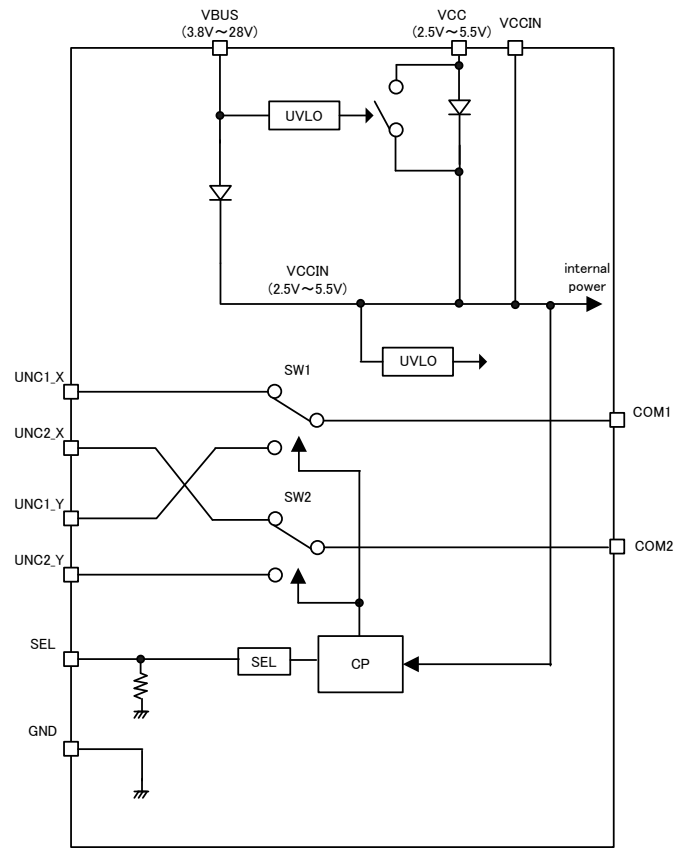 VBUS
(3.8V～28V)
VCC
(2.5V～5.5V)
VCCIN
UVLO
VCCIN
(2.5V～5.5V)
internal
power
UVLO
UNC1_X
SW1
COM1
UNC2_X
UNC1_Y
SW2
COM2
UNC2_Y
SEL
SEL
CP
GND